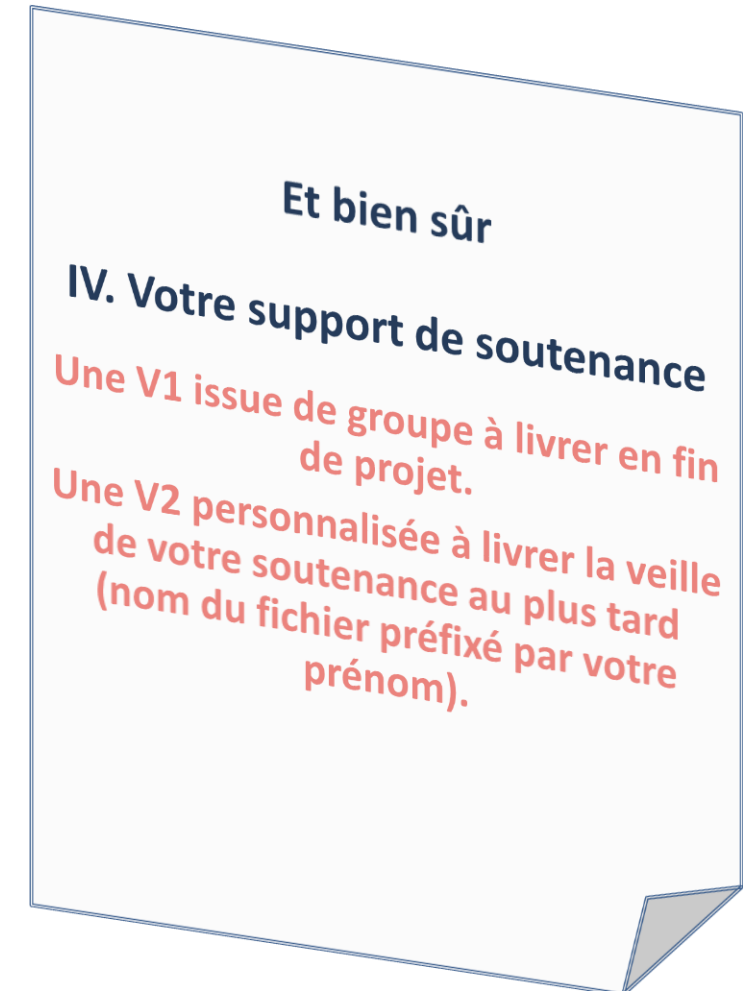 Et bien sûr
IV. Votre support de soutenance
Une V1 issue de groupe à livrer en fin
de projet.
Une V2 personnalisée à livrer la veille
de votre soutenance au plus tard
(nom du fichier préfixé par votre
prénom).